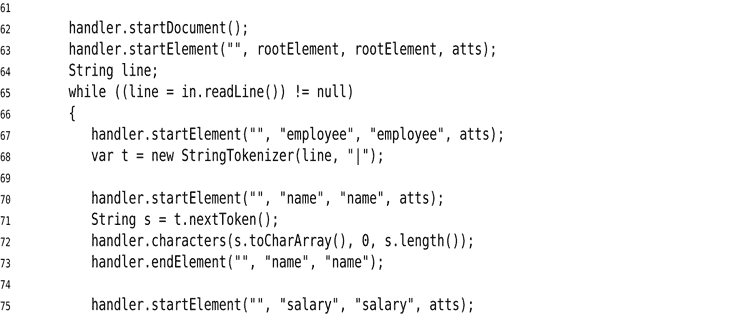 61
62 handler.startDocument();
63 handler.startElement("", rootElement, rootElement, atts);
64 String line;
65 while ((line = in.readLine()) != null)
66 {
67 handler.startElement("", "employee", "employee", atts);
68 var t = new StringTokenizer(line, "|");
69
70 handler.startElement("", "name", "name", atts);
71 String s = t.nextToken();
72 handler.characters(s.toCharArray(), 0, s.length());
73 handler.endElement("", "name", "name");
74
75 handler.startElement("", "salary", "salary", atts);